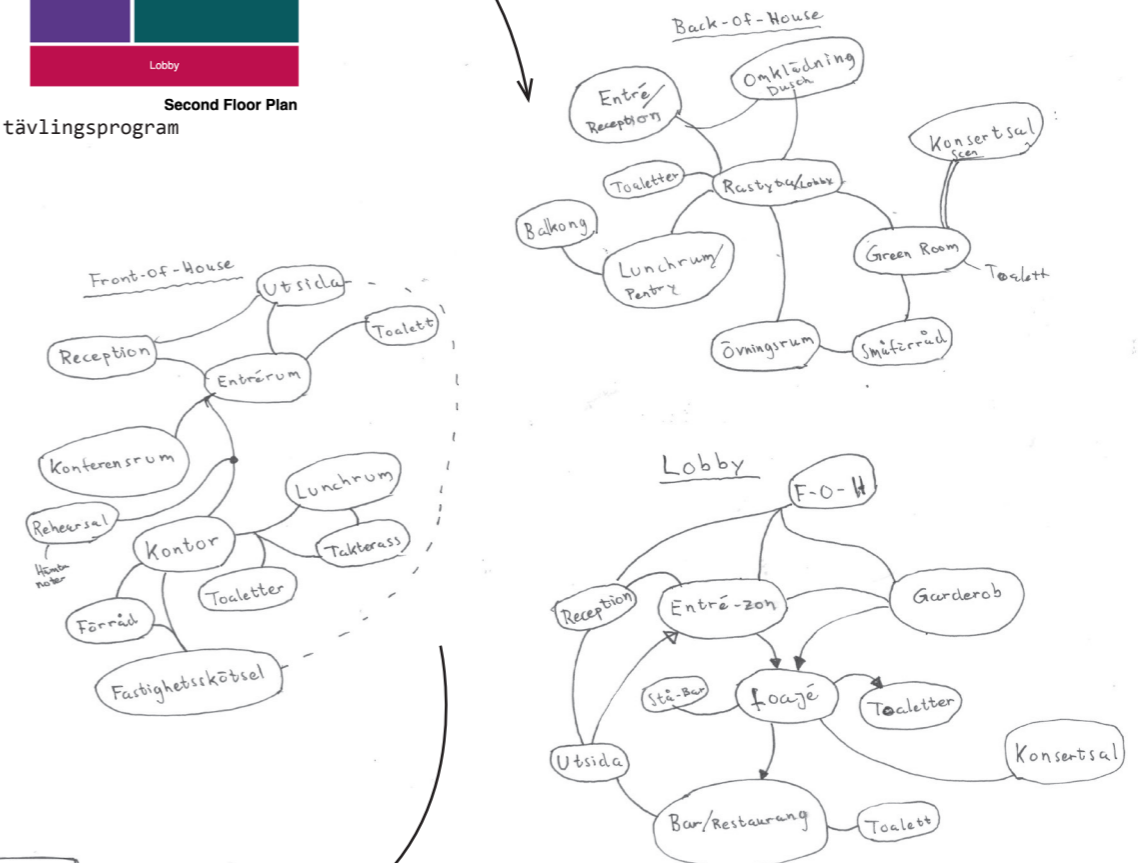 Lobby
Second Floor Plan
tävlingsprogram
Back-of-House
Omklädning
Dusch
Entré/
Reception
Konsertsal
Scen
Toaletter
Rastyta/Lobby
Balkong
Lunchrum/
Pentry
Green Room
Toalett
Övningsrum
Småförråd
Front-of-House
Utsida
Toalett
Reception
Entrérum
Konferensrum
Lunchrum
Rehearsal
Hämta
noter
Kontor
Takterass
Toaletter
Förråd
Fastighetsskötsel
Lobby
F-O-H
Reception
Entré-zon
Garderob
Stå-Bar
foajé
Toaletter
Utsida
Konsertsal
Bar/Restaurang
Toalett